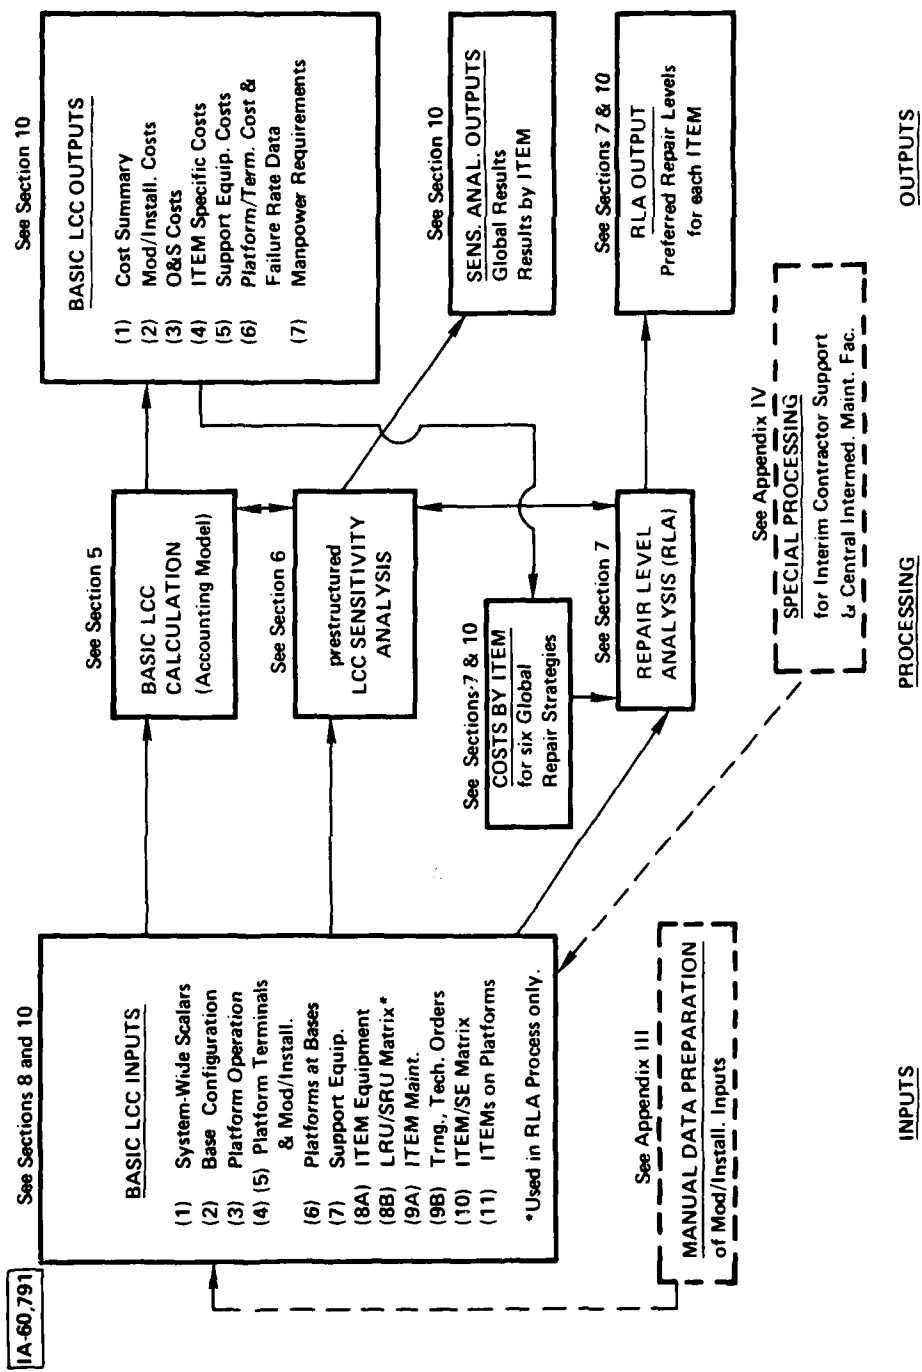 IA-60,791
See Sections 8 and 10
BASIC LCC INPUTS
(1) System-Wide Scalars
(2) Base Configuration
(3) Platform Operation
(4) (5) Platform Terminals
& Mod/Install.
(6) Platforms at Bases
(7) Support Equip.
(8A) ITEM Equipment
(8B) LRU/SRU Matrix*
(9A) ITEM Maint.
(9B) Trng., Tech. Orders
(10) ITEM/SE Matrix
(11) ITEMs on Platforms
*Used in RLA Process only.
See Appendix III
MANUAL DATA PREPARATION
of Mod/Install. Inputs
INPUTS
See Section 5
BASIC LCC
CALCULATION
(Accounting Model)
See Section 6
prestructured
LCC SENSITIVITY
ANALYSIS
See Sections 7 & 10
COSTS BY ITEM
for six Global
Repair Strategies
See Section 7
REPAIR LEVEL
ANALYSIS (RLA)
See Appendix IV
SPECIAL PROCESSING
for Interim Contractor Support
& Central Intermed. Maint. Fac.
PROCESSING
See Section 10
BASIC LCC OUTPUTS
(1) Cost Summary
(2) Mod/Install. Costs
(3) O&S Costs
(4) ITEM Specific Costs
(5) Support Equip. Costs
(6) Platform/Term. Cost &
Failure Rate Data
(7) Manpower Requirements
See Section 10
SENS. ANAL. OUTPUTS
Global Results
Results by ITEM
See Sections 7 & 10
RLA OUTPUT
Preferred Repair Levels
for each ITEM
OUTPUTS